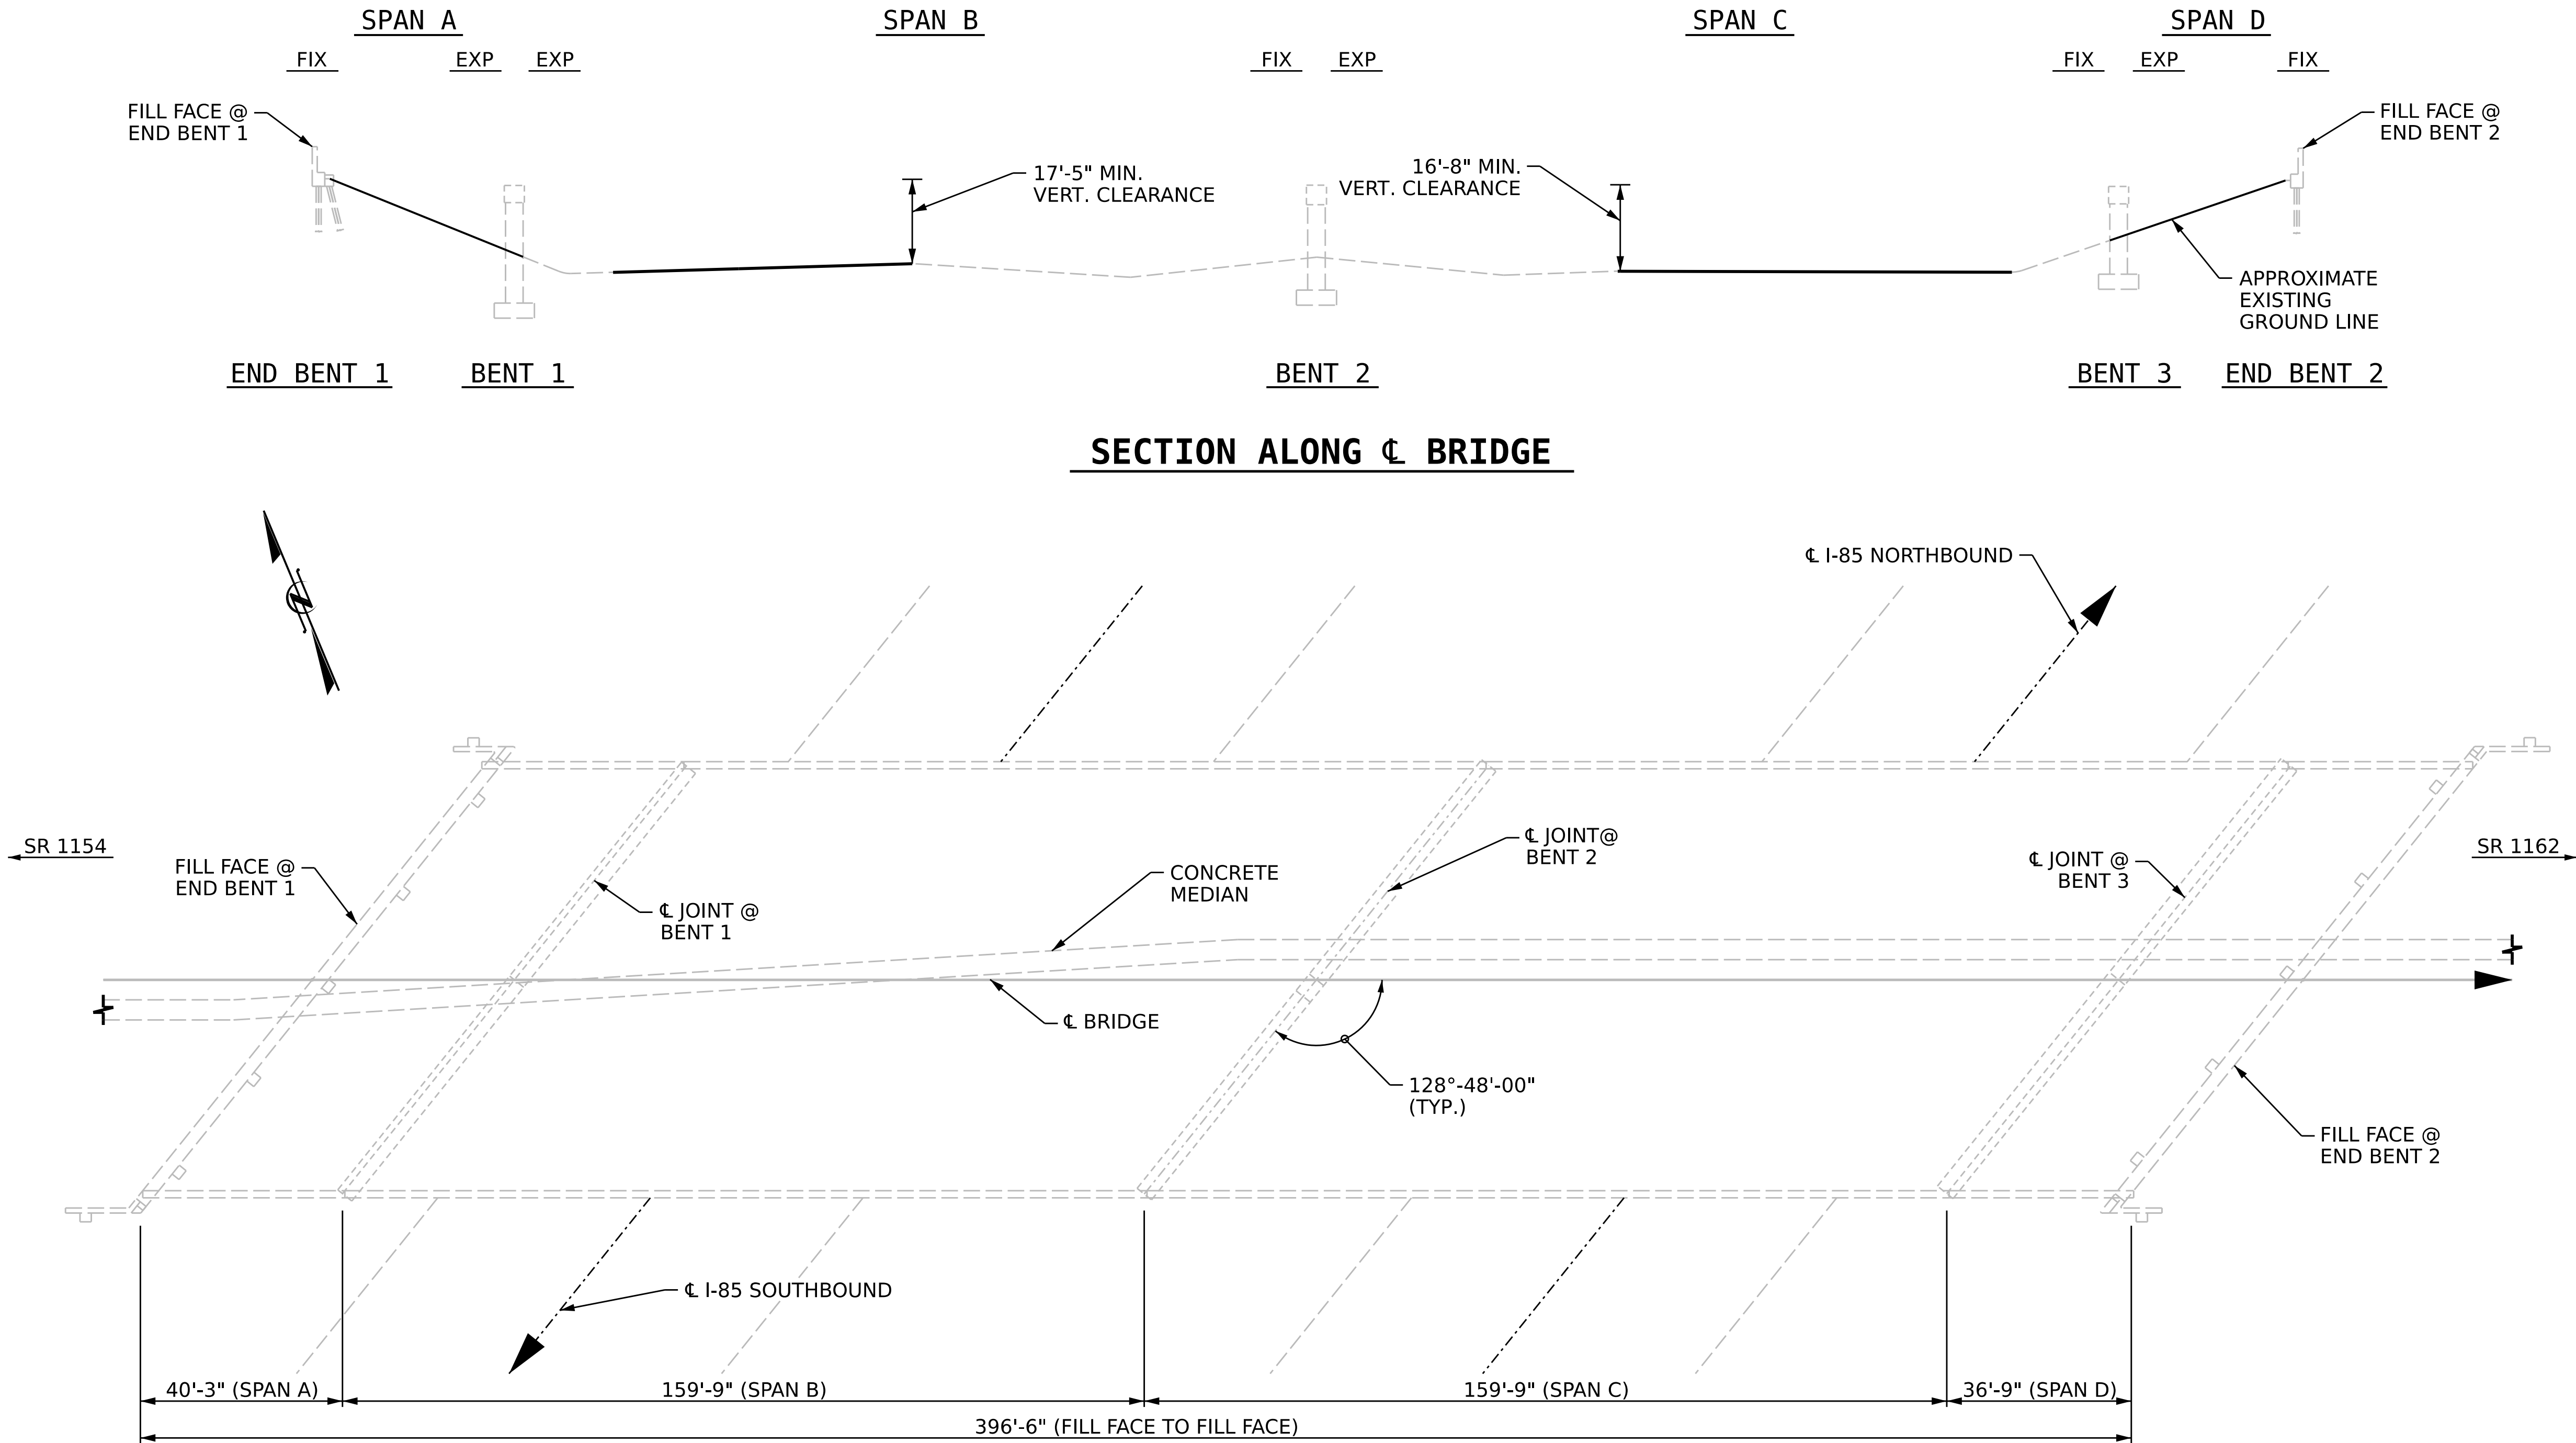 SPAN A
SPAN B
SPAN C
SPAN D
FIX
EXP
EXP
FIX
EXP
FIX
EXP
FIX
FILL FACE @
END BENT 1
17'-5" MIN.
VERT. CLEARANCE
16'-8" MIN.
VERT. CLEARANCE
FILL FACE @
END BENT 2
APPROXIMATE
EXISTING
GROUND LINE
END BENT 1
BENT 1
BENT 2
BENT 3
END BENT 2
SECTION ALONG ℄ BRIDGE
N
℄ I-85 NORTHBOUND
SR 1154
FILL FACE @
END BENT 1
℄ JOINT @
BENT 1
CONCRETE
MEDIAN
℄ JOINT@
BENT 2
℄ JOINT @
BENT 3
SR 1162
℄ BRIDGE
128°-48'-00"
(TYP.)
FILL FACE @
END BENT 2
℄ I-85 SOUTHBOUND
40'-3" (SPAN A)
159'-9" (SPAN B)
159'-9" (SPAN C)
36'-9" (SPAN D)
396'-6" (FILL FACE TO FILL FACE)